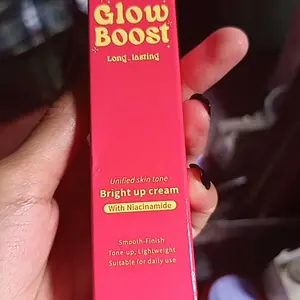 Glow
Boost
Long_lasting
Unified skin tone
Bright up cream
With Niacinamide
Smooth-Finish
Tone-up, Lightweight
Suitable for daily use